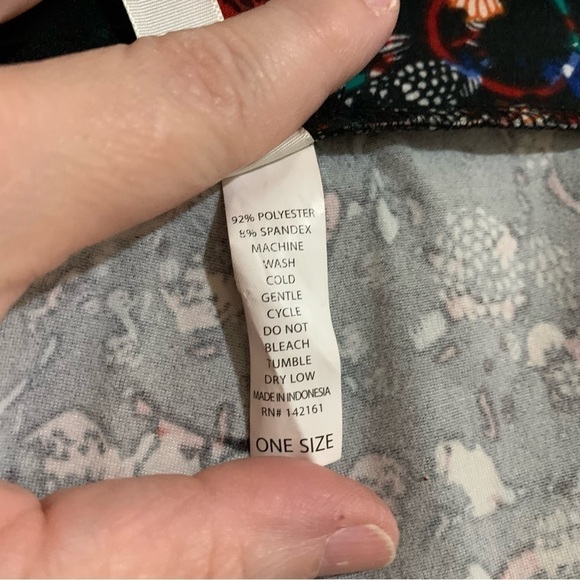 92% POLYESTER
8% SPANDEX
MACHINE
WASH
COLD
GENTLE
CYCLE
DO NOT
BLEACH
TUMBLE
DRY LOW
MADE IN INDONESIA
RN# 142161
ONE SIZE